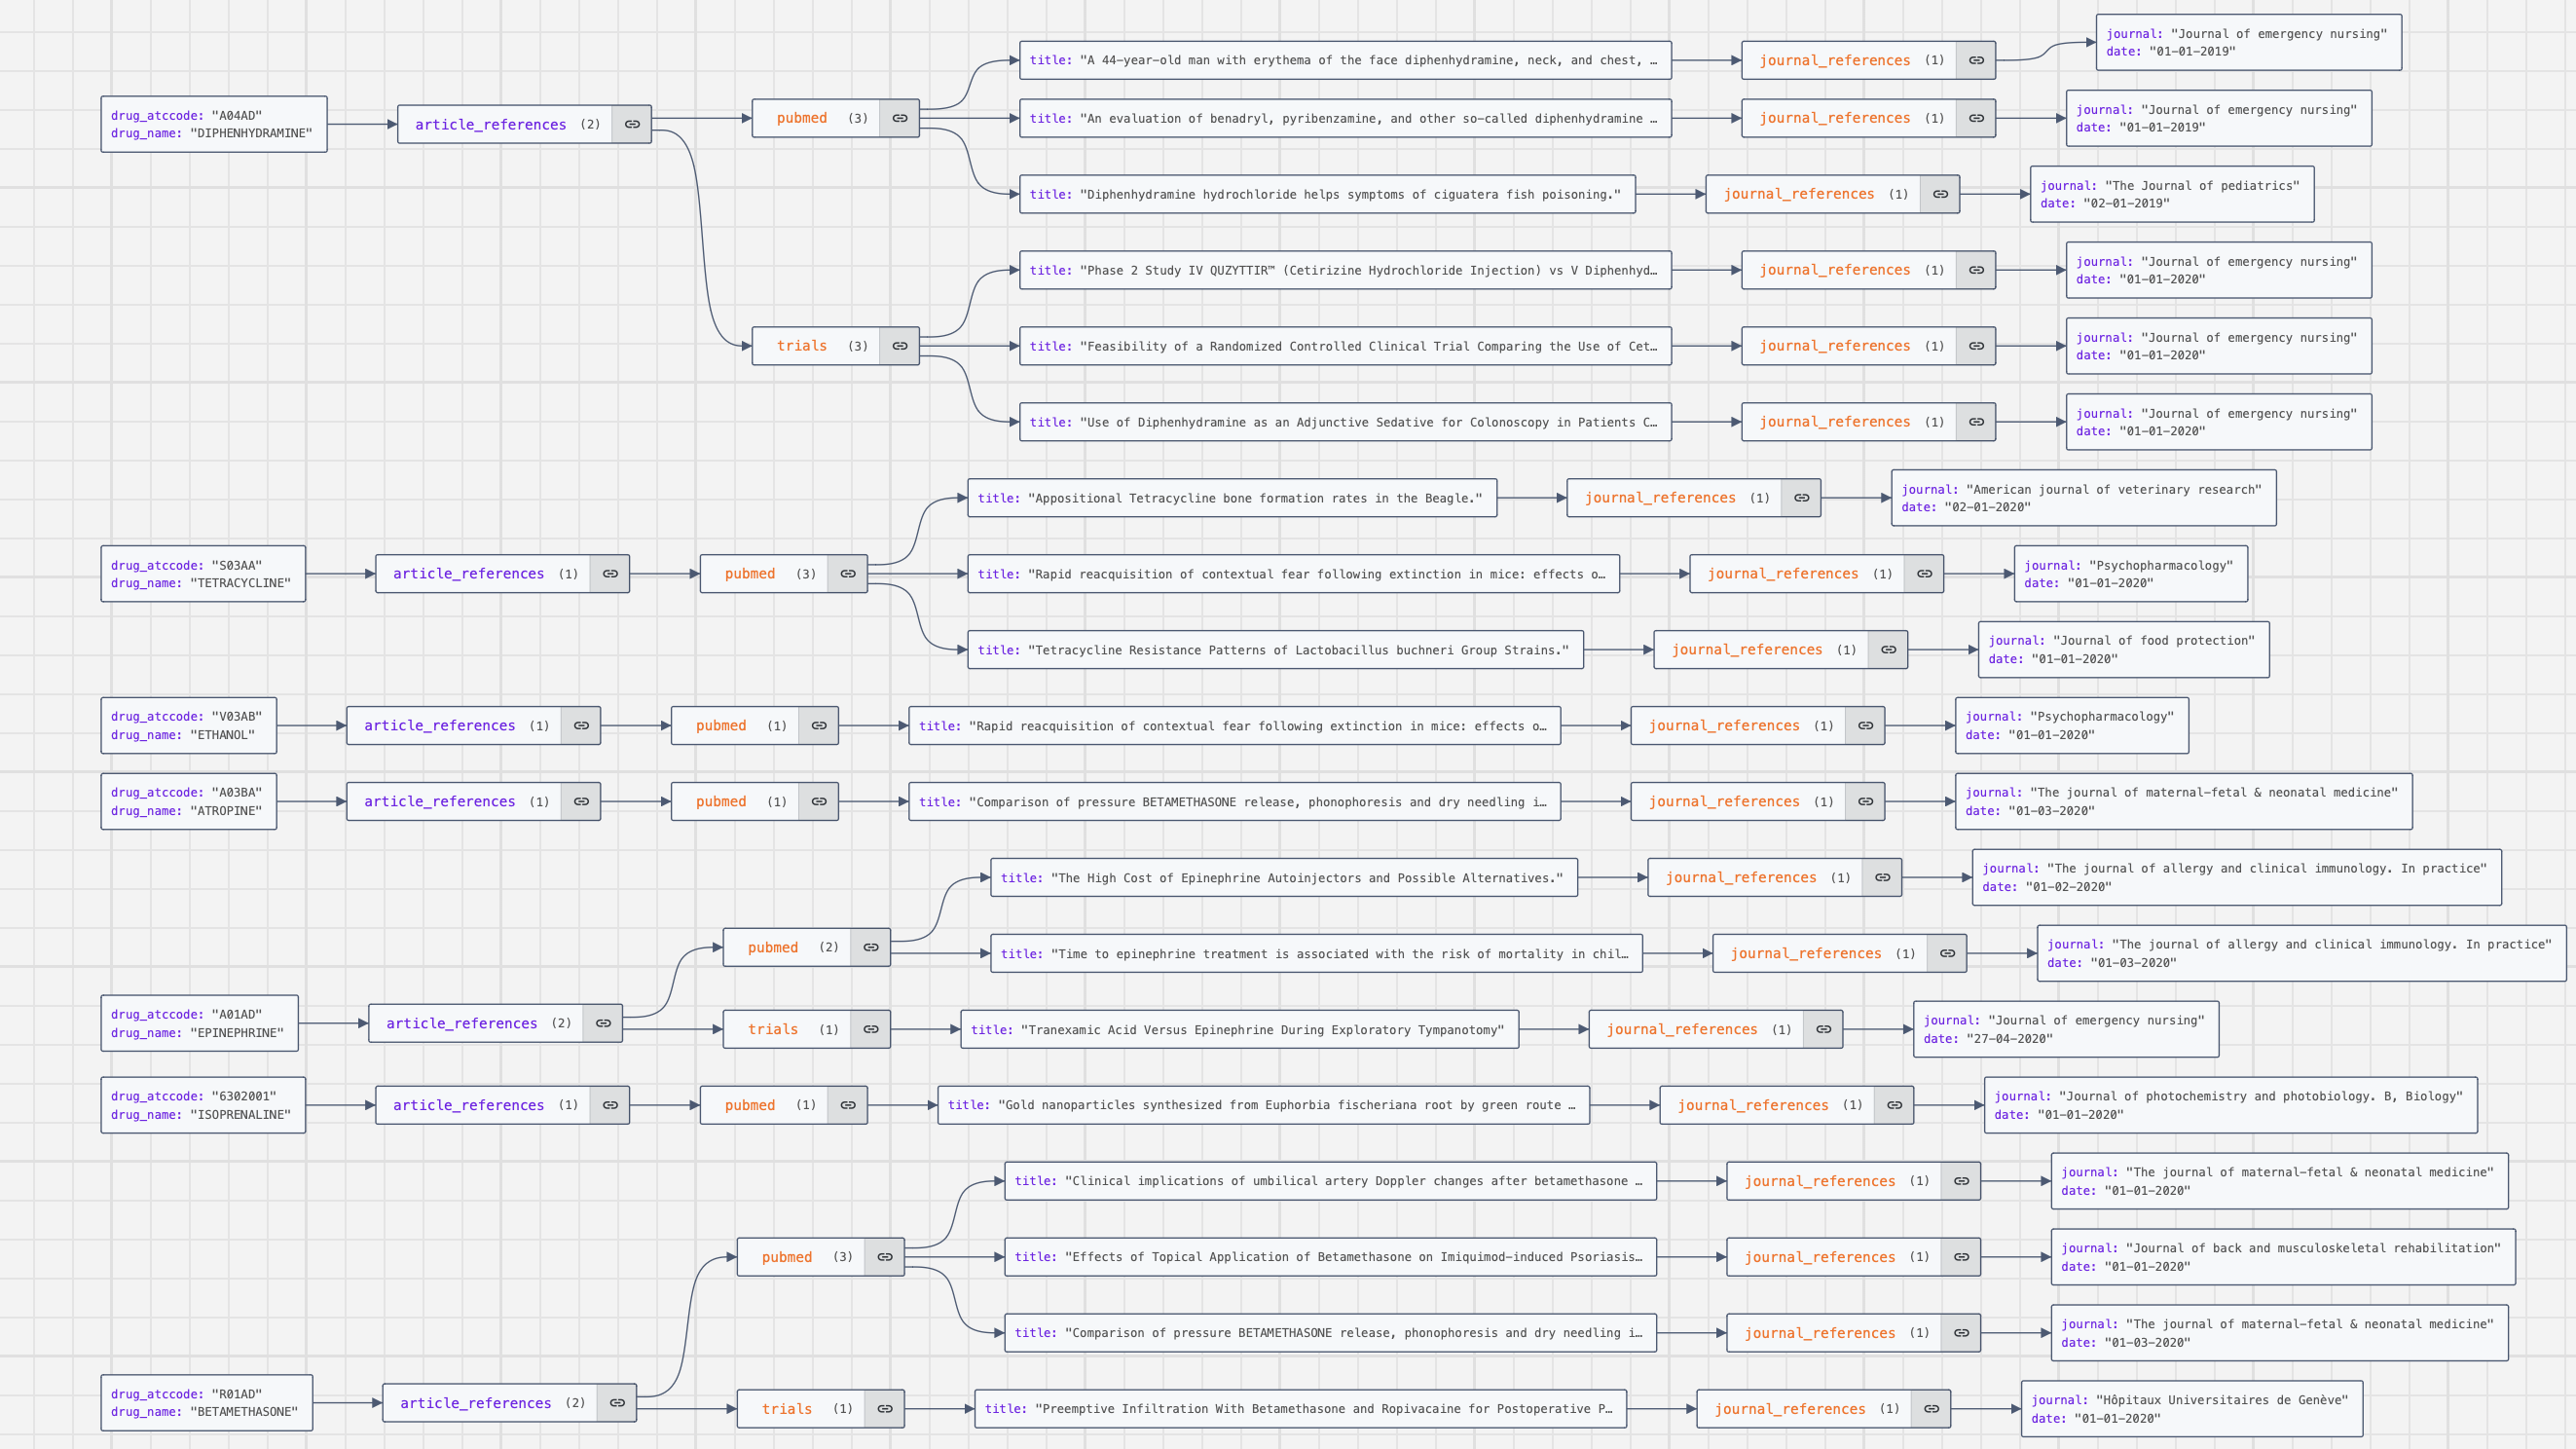 drug_atccode: "A04AD"
drug_name: "DIPHENHYDRAMINE"
article_references (2)
pubmed (3)
title: "A 44-year-old man with erythema of the face diphenhydramine, neck, and chest, …
journal_references (1)
journal: "Journal of emergency nursing"
date: "01-01-2019"
title: "An evaluation of benadryl, pyribenzamine, and other so-called diphenhydramine …
journal_references (1)
journal: "Journal of emergency nursing"
date: "01-01-2019"
title: "Diphenhydramine hydrochloride helps symptoms of ciguatera fish poisoning."
journal_references (1)
journal: "The Journal of pediatrics"
date: "02-01-2019"
trials (3)
title: "Phase 2 Study IV QUZYTTIR™ (Cetirizine Hydrochloride Injection) vs V Diphenhyd…
journal_references (1)
journal: "Journal of emergency nursing"
date: "01-01-2020"
title: "Feasibility of a Randomized Controlled Clinical Trial Comparing the Use of Cet…
journal_references (1)
journal: "Journal of emergency nursing"
date: "01-01-2020"
title: "Use of Diphenhydramine as an Adjunctive Sedative for Colonoscopy in Patients C…
journal_references (1)
journal: "Journal of emergency nursing"
date: "01-01-2020"
drug_atccode: "S03AA"
drug_name: "TETRACYCLINE"
article_references (1)
pubmed (3)
title: "Appositional Tetracycline bone formation rates in the Beagle."
journal_references (1)
journal: "American journal of veterinary research"
date: "02-01-2020"
title: "Rapid reacquisition of contextual fear following extinction in mice: effects o…
journal_references (1)
journal: "Psychopharmacology"
date: "01-01-2020"
title: "Tetracycline Resistance Patterns of Lactobacillus buchneri Group Strains."
journal_references (1)
journal: "Journal of food protection"
date: "01-01-2020"
drug_atccode: "V03AB"
drug_name: "ETHANOL"
article_references (1)
pubmed (1)
title: "Rapid reacquisition of contextual fear following extinction in mice: effects o…
journal_references (1)
journal: "Psychopharmacology"
date: "01-01-2020"
drug_atccode: "A03BA"
drug_name: "ATROPINE"
article_references (1)
pubmed (1)
title: "Comparison of pressure BETAMETHASONE release, phonophoresis and dry needling i…
journal_references (1)
journal: "The journal of maternal-fetal & neonatal medicine"
date: "01-03-2020"
drug_atccode: "A01AD"
drug_name: "EPINEPHRINE"
article_references (2)
pubmed (2)
title: "The High Cost of Epinephrine Autoinjectors and Possible Alternatives."
journal_references (1)
journal: "The journal of allergy and clinical immunology. In practice"
date: "01-02-2020"
title: "Time to epinephrine treatment is associated with the risk of mortality in chil…
journal_references (1)
journal: "The journal of allergy and clinical immunology. In practice"
date: "01-03-2020"
trials (1)
title: "Tranexamic Acid Versus Epinephrine During Exploratory Tympanotomy"
journal_references (1)
journal: "Journal of emergency nursing"
date: "27-04-2020"
drug_atccode: "6302001"
drug_name: "ISOPRENALINE"
article_references (1)
pubmed (1)
title: "Gold nanoparticles synthesized from Euphorbia fischeriana root by green route …
journal_references (1)
journal: "Journal of photochemistry and photobiology. B, Biology"
date: "01-01-2020"
drug_atccode: "R01AD"
drug_name: "BETAMETHASONE"
article_references (2)
pubmed (3)
title: "Clinical implications of umbilical artery Doppler changes after betamethasone …
journal_references (1)
journal: "The journal of maternal-fetal & neonatal medicine"
date: "01-01-2020"
title: "Effects of Topical Application of Betamethasone on Imiquimod-induced Psoriasis…
journal_references (1)
journal: "Journal of back and musculoskeletal rehabilitation"
date: "01-01-2020"
title: "Comparison of pressure BETAMETHASONE release, phonophoresis and dry needling i…
journal_references (1)
journal: "The journal of maternal-fetal & neonatal medicine"
date: "01-03-2020"
trials (1)
title: "Preemptive Infiltration With Betamethasone and Ropivacaine for Postoperative P…
journal_references (1)
journal: "Hôpitaux Universitaires de Genève"
date: "01-01-2020"